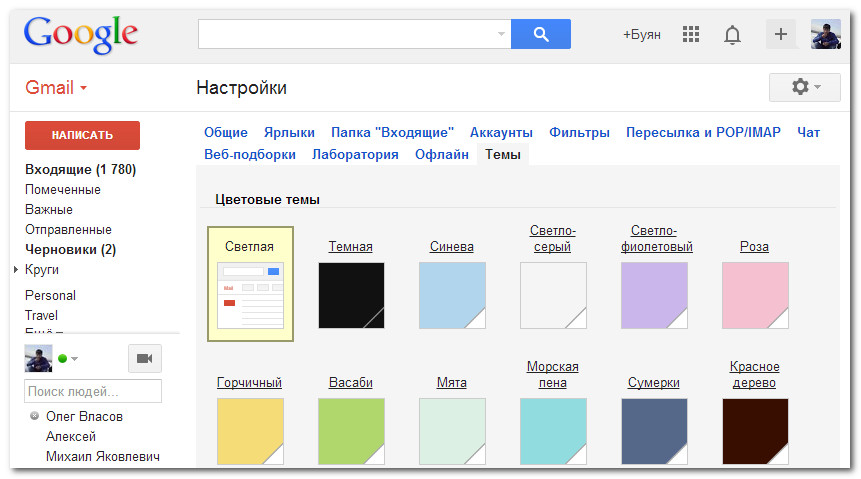 Google
+Буян
Gmail
Настройки
НАПИСАТЬ
Общие Ярлыки Папка "Входящие" Аккаунты Фильтры Пересылка и POP/IMAP Чат
Веб-подборки Лаборатория Офлайн Темы
Входящие (1 780)
Помеченные
Важные
Отправленные
Черновики (2)
Круги
Personal
Travel
Ещё
Поиск людей...
Олег Власов
Алексей
Михаил Яковлевич
Цветовые темы
Светлая Темная Синева Светло-серый Светло-фиолетовый Роза
Mail
Горчичный Васаби Мята Морская пена Сумерки Красное дерево